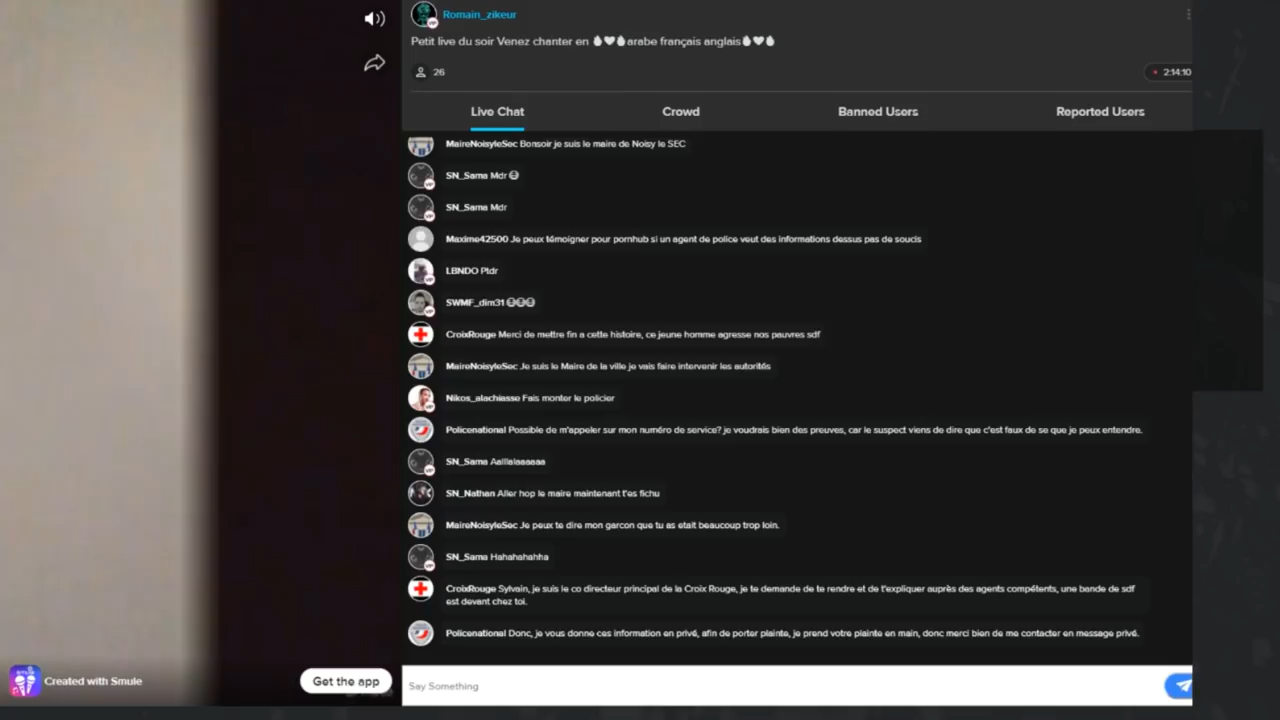 Romain_zikeur
Petit live du soir Venez chanter en 💧❤💧arabe français anglais💧❤💧
26
2:14:10
Live Chat Crowd Banned Users Reported Users
MaireNoisyleSec Bonsoir je suis le maire de Noisy le SEC
SN_Sama Mdr😂
SN_Sama Mdr
Maxime42500 Je peux témoigner pour pornhub si un agent de police veut des informations dessus pas de soucis
LBNDO Ptdr
SWMF_dim31 😂😂😂
CroixRouge Merci de mettre fin a cette histoire, ce jeune homme agresse nos pauvres sdf
MaireNoisyleSec Je suis le Maire de la ville je vais faire intervenir les autorités
Nikos_alachiasse Fais monter le policier
Policenational Possible de m'appeler sur mon numéro de service? je voudrais bien des preuves, car le suspect viens de dire que c'est faux de se que je peux entendre.
SN_Sama Aallalaaaaaa
SN_Nathan Aller hop le maire maintenant t'es fichu
MaireNoisyleSec Je peux te dire mon garcon que tu as etait beaucoup trop loin.
SN_Sama Hahahahahha
CroixRouge Sylvain, je suis le co directeur principal de la Croix Rouge, je te demande de te rendre et de t'expliquer auprès des agents compétents, une bande de sdf
est devant chez toi.
Policenational Donc, je vous donne ces information en privé, afin de porter plainte, je prend votre plainte en main, donc merci bien de me contacter en message privé.
Created with Smule
Get the app
Say Something